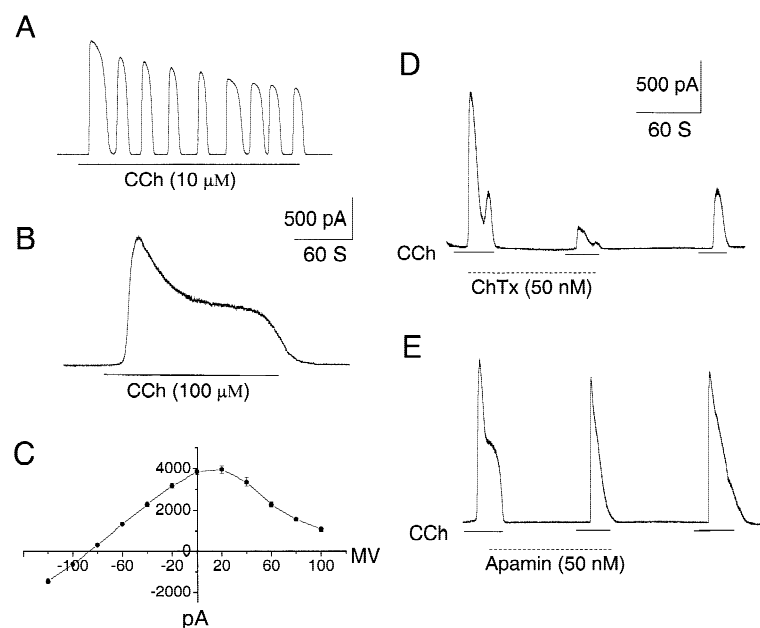 A
CCh (10 μM)
B
500 pA
60 S
CCh (100 μM)
C
4000
2000
0
-2000
-100
-60
-20
20
60
100
MV
pA
D
500 pA
60 S
CCh
ChTx (50 nM)
E
CCh
Apamin (50 nM)